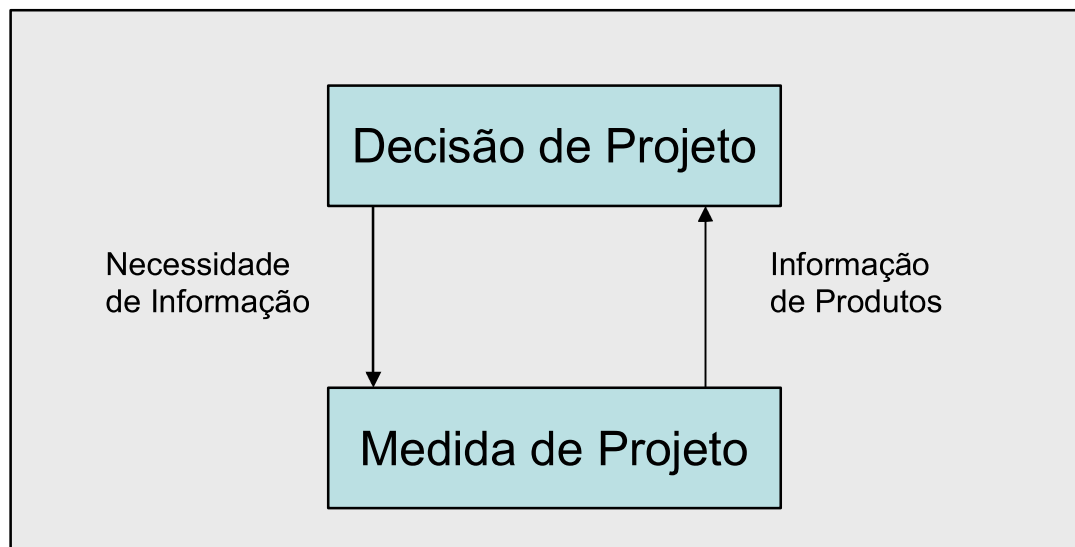 Decisão de Projeto
Necessidade
de Informação
Informação
de Produtos
Medida de Projeto